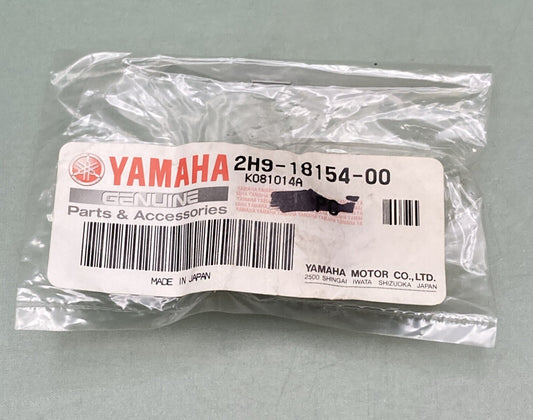 YAMAHA 2H9-18154-00
K081014A
GENUINE
Parts & Accessories
MADE IN JAPAN
YAMAHA MOTOR CO.,LTD.
2500 SHINGAI IWATA SHIZUOKA JAPAN